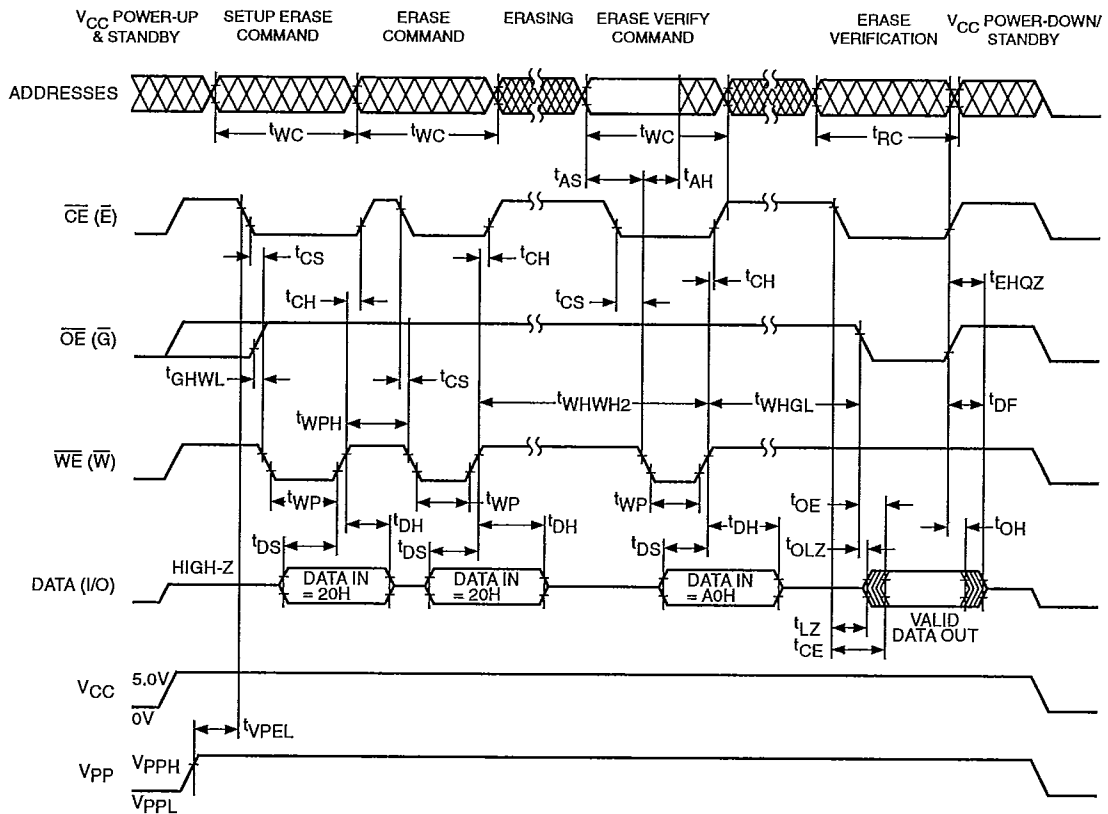 VCC POWER-UP & STANDBY
SETUP ERASE COMMAND
ERASE COMMAND
ERASING
ERASE VERIFY COMMAND
ERASE VERIFICATION
VCC POWER-DOWN/ STANDBY
ADDRESSES
tWC
tWC
tWC
tRC
tAS
tAH
CE (E)
tCS
tCH
tCH
tCS
tCH
tEHQZ
OE (G)
tGHWL
tCS
tWPH
tWHWH2
tWHGL
tDF
WE (W)
tWP
tWP
tWP
tOE
tDH
tDH
tDH
tOH
tDS
tDS
tDS
tOLZ
DATA (I/O)
HIGH-Z
DATA IN = 20H
DATA IN = 20H
DATA IN = A0H
VALID DATA OUT
tLZ
tCE
VCC
5.0V
0V
tVPEL
VPP
VPPH
VPPL